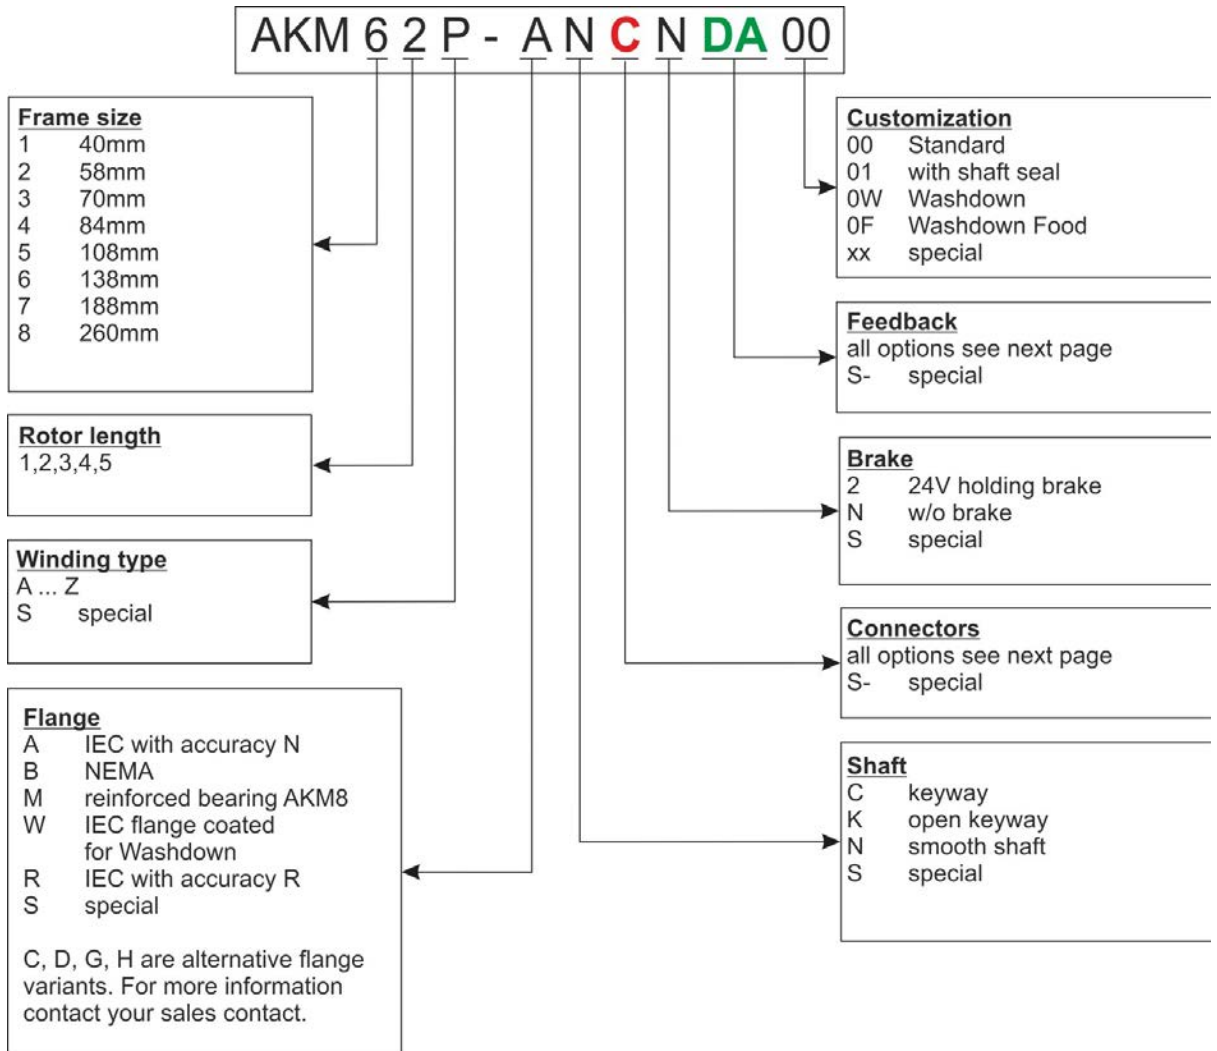 AKM 6 2 P - A N C N DA 00
Frame size
1 40mm
2 58mm
3 70mm
4 84mm
5 108mm
6 138mm
7 188mm
8 260mm
Rotor length
1,2,3,4,5
Winding type
A ... Z
S special
Flange
A IEC with accuracy N
B NEMA
M reinforced bearing AKM8
W IEC flange coated
for Washdown
R IEC with accuracy R
S special
C, D, G, H are alternative flange
variants. For more information
contact your sales contact.
Customization
00 Standard
01 with shaft seal
0W Washdown
0F Washdown Food
xx special
Feedback
all options see next page
S- special
Brake
2 24V holding brake
N w/o brake
S special
Connectors
all options see next page
S- special
Shaft
C keyway
K open keyway
N smooth shaft
S special